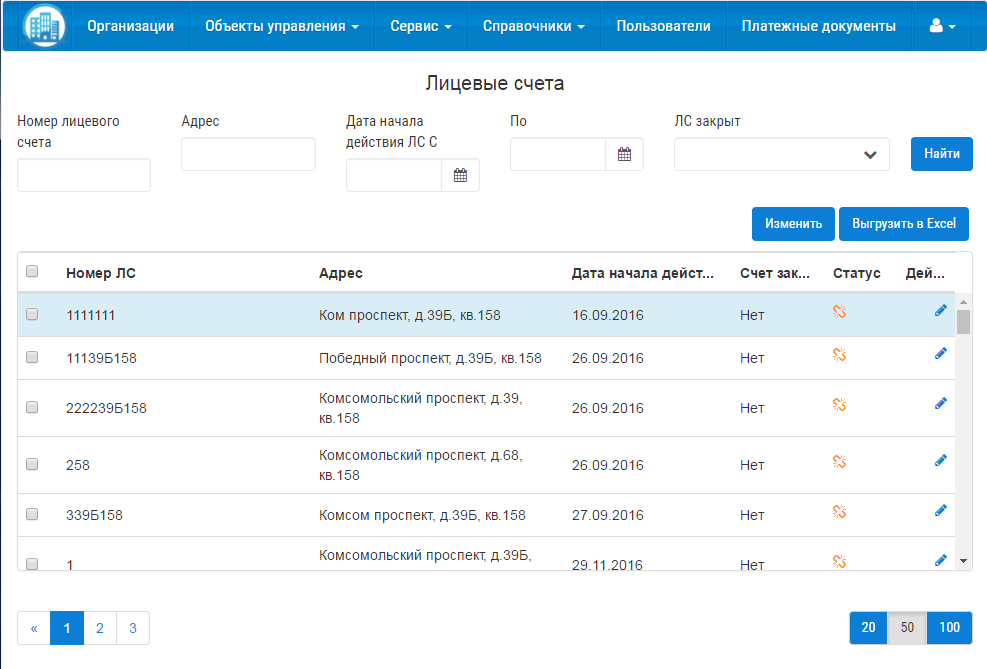 Организации Объекты управления Сервис Справочники Пользователи Платежные документы
Лицевые счета
Номер лицевого счета
Адрес
Дата начала действия ЛС С
По
ЛС закрыт
Найти
Изменить Выгрузить в Excel
Номер ЛС Адрес Дата начала дейст... Счет зак... Статус Дей...
1111111 Ком проспект, д.39Б, кв.158 16.09.2016 Нет
11139Б158 Победный проспект, д.39Б, кв.158 26.09.2016 Нет
222239Б158 Комсомольский проспект, д.39, кв.158 26.09.2016 Нет
258 Комсомольский проспект, д.68, кв.158 26.09.2016 Нет
339Б158 Комсом проспект, д.39Б, кв.158 27.09.2016 Нет
1 Комсомольский проспект, д.39Б, 29.11.2016 Нет
« 1 2 3 20 50 100